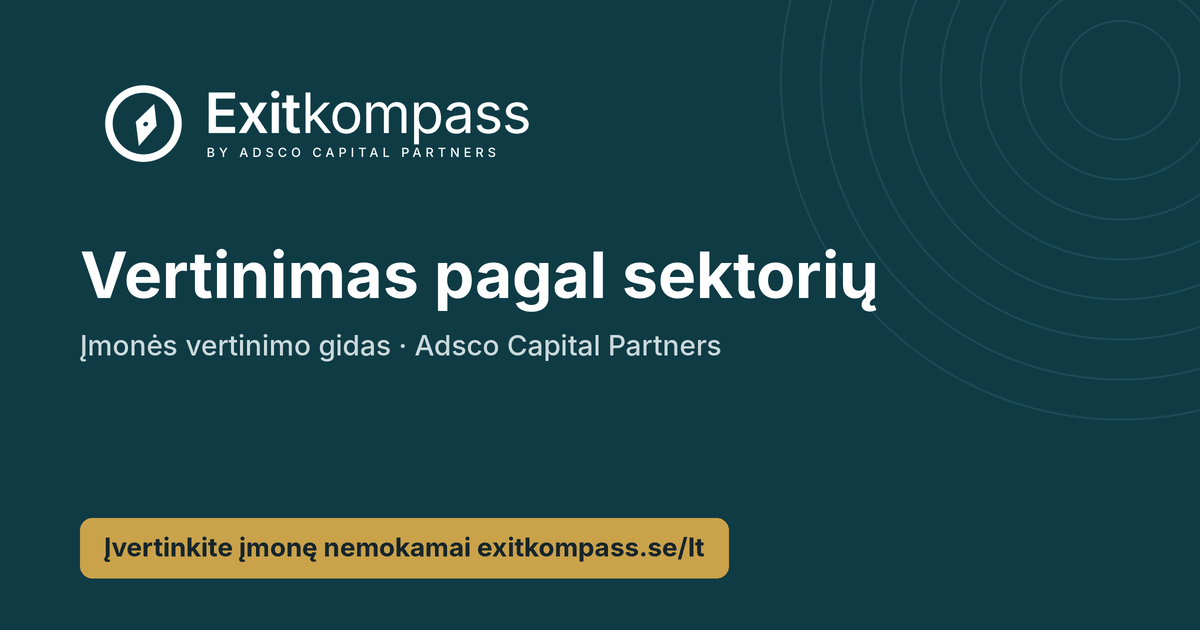 Exitkompass
BY ADSCO CAPITAL PARTNERS
Vertinimas pagal sektorių
Įmonės vertinimo gidas · Adsco Capital Partners
Įvertinkite įmonę nemokamai exitkompass.se/lt